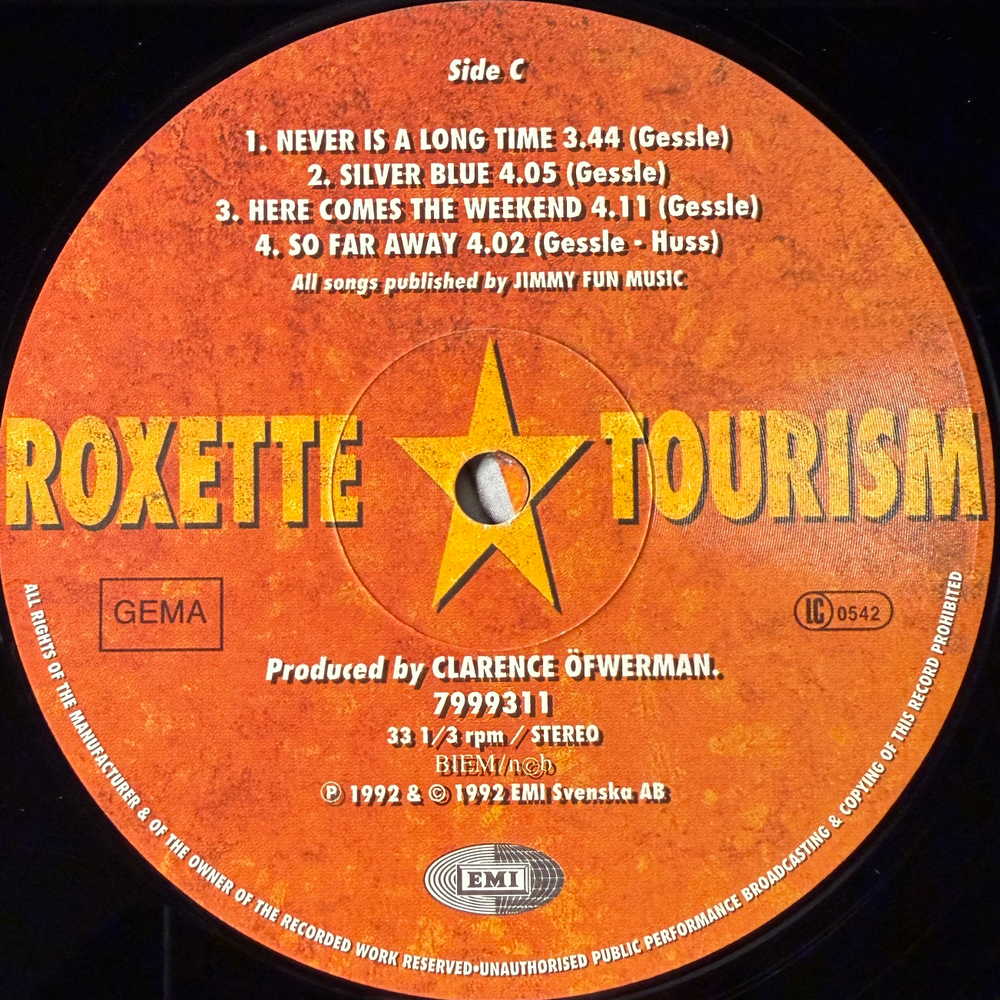 Side C
1. NEVER IS A LONG TIME 3.44 (Gessle)
2. SILVER BLUE 4.05 (Gessle)
3. HERE COMES THE WEEKEND 4.11 (Gessle)
4. SO FAR AWAY 4.02 (Gessle - Huss)
All songs published by JIMMY FUN MUSIC
ROXETTE TOURISM
GEMA
LC 0542
Produced by CLARENCE ÖFWERMAN.
7999311
33 1/3 rpm / STEREO
BIEM/n©b
℗ 1992 & © 1992 EMI Svenska AB
EMI
ALL RIGHTS OF THE MANUFACTURER & OF THE OWNER OF THE RECORDED WORK RESERVED•UNAUTHORISED PUBLIC PERFORMANCE BROADCASTING & COPYING OF THIS RECORD PROHIBITED